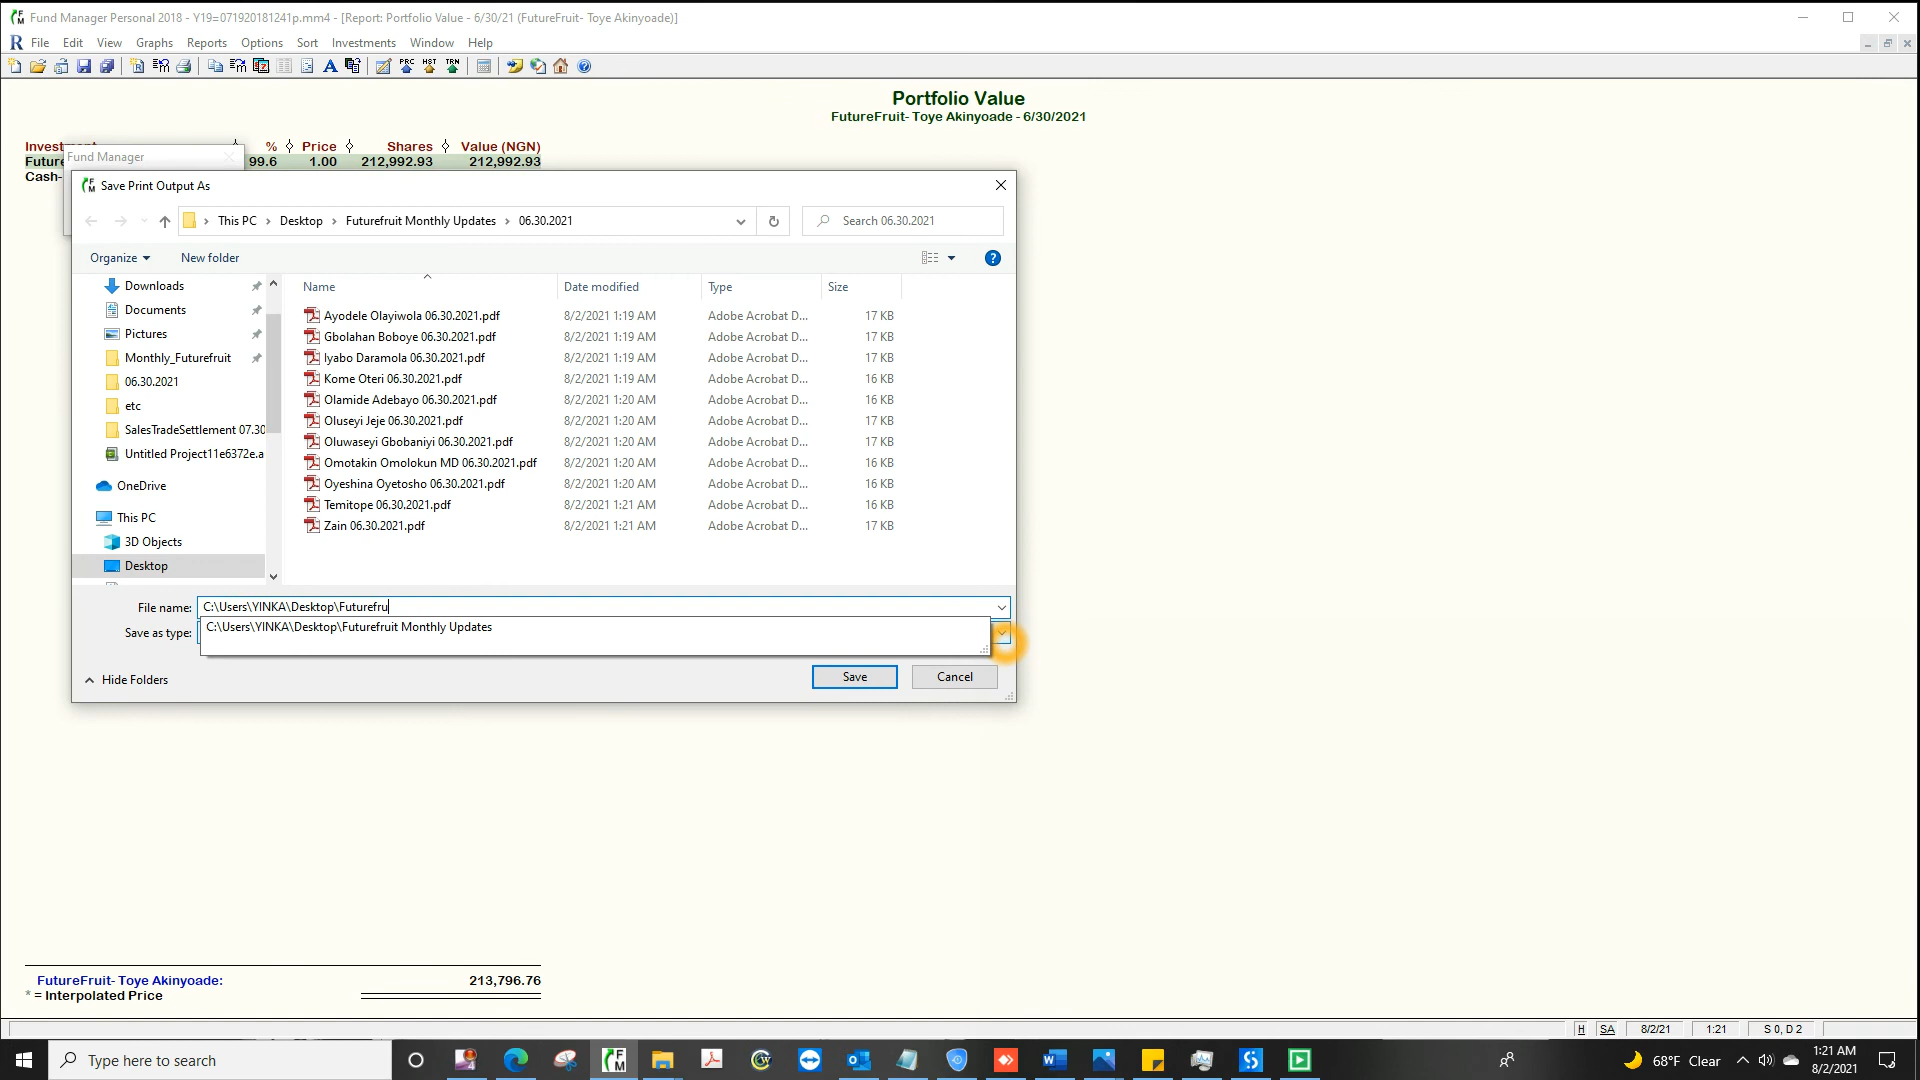 Fund Manager Personal 2018 - Y19=071920181241p.mm4 - [Report: Portfolio Value - 6/30/21 (FutureFruit- Toye Akinyoade)]
File Edit View Graphs Reports Options Sort Investments Window Help
Portfolio Value
FutureFruit- Toye Akinyoade - 6/30/2021
% Price Shares Value (NGN)
Future 99.6 1.00 212,992.93 212,992.93
Cash-
Fund Manager
Save Print Output As
This PC > Desktop > Futurefruit Monthly Updates > 06.30.2021
Search 06.30.2021
Organize New folder
Name Date modified Type Size
Ayodele Olayiwola 06.30.2021.pdf 8/2/2021 1:19 AM Adobe Acrobat D... 17 KB
Gbolahan Boboye 06.30.2021.pdf 8/2/2021 1:19 AM Adobe Acrobat D... 17 KB
Iyabo Daramola 06.30.2021.pdf 8/2/2021 1:19 AM Adobe Acrobat D... 17 KB
Kome Oteri 06.30.2021.pdf 8/2/2021 1:19 AM Adobe Acrobat D... 16 KB
Olamide Adebayo 06.30.2021.pdf 8/2/2021 1:20 AM Adobe Acrobat D... 16 KB
Oluseyi Jeje 06.30.2021.pdf 8/2/2021 1:20 AM Adobe Acrobat D... 17 KB
Oluwaseyi Gbobaniyi 06.30.2021.pdf 8/2/2021 1:20 AM Adobe Acrobat D... 17 KB
Omotakin Omolokun MD 06.30.2021.pdf 8/2/2021 1:20 AM Adobe Acrobat D... 16 KB
Oyeshina Oyetosho 06.30.2021.pdf 8/2/2021 1:20 AM Adobe Acrobat D... 16 KB
Temitope 06.30.2021.pdf 8/2/2021 1:21 AM Adobe Acrobat D... 16 KB
Zain 06.30.2021.pdf 8/2/2021 1:21 AM Adobe Acrobat D... 17 KB
Downloads
Documents
Pictures
Monthly_Futurefruit
06.30.2021
etc
SalesTradeSettlement 07.30
Untitled Project11e6372e.a
OneDrive
This PC
3D Objects
Desktop
File name: C:\Users\YINKA\Desktop\Futurefru
Save as type:
C:\Users\YINKA\Desktop\Futurefruit Monthly Updates
Hide Folders
Save Cancel
FutureFruit- Toye Akinyoade: 213,796.76
* = Interpolated Price
H SA 8/2/21 1:21 S 0, D 2
Type here to search
68°F Clear
1:21 AM
8/2/2021